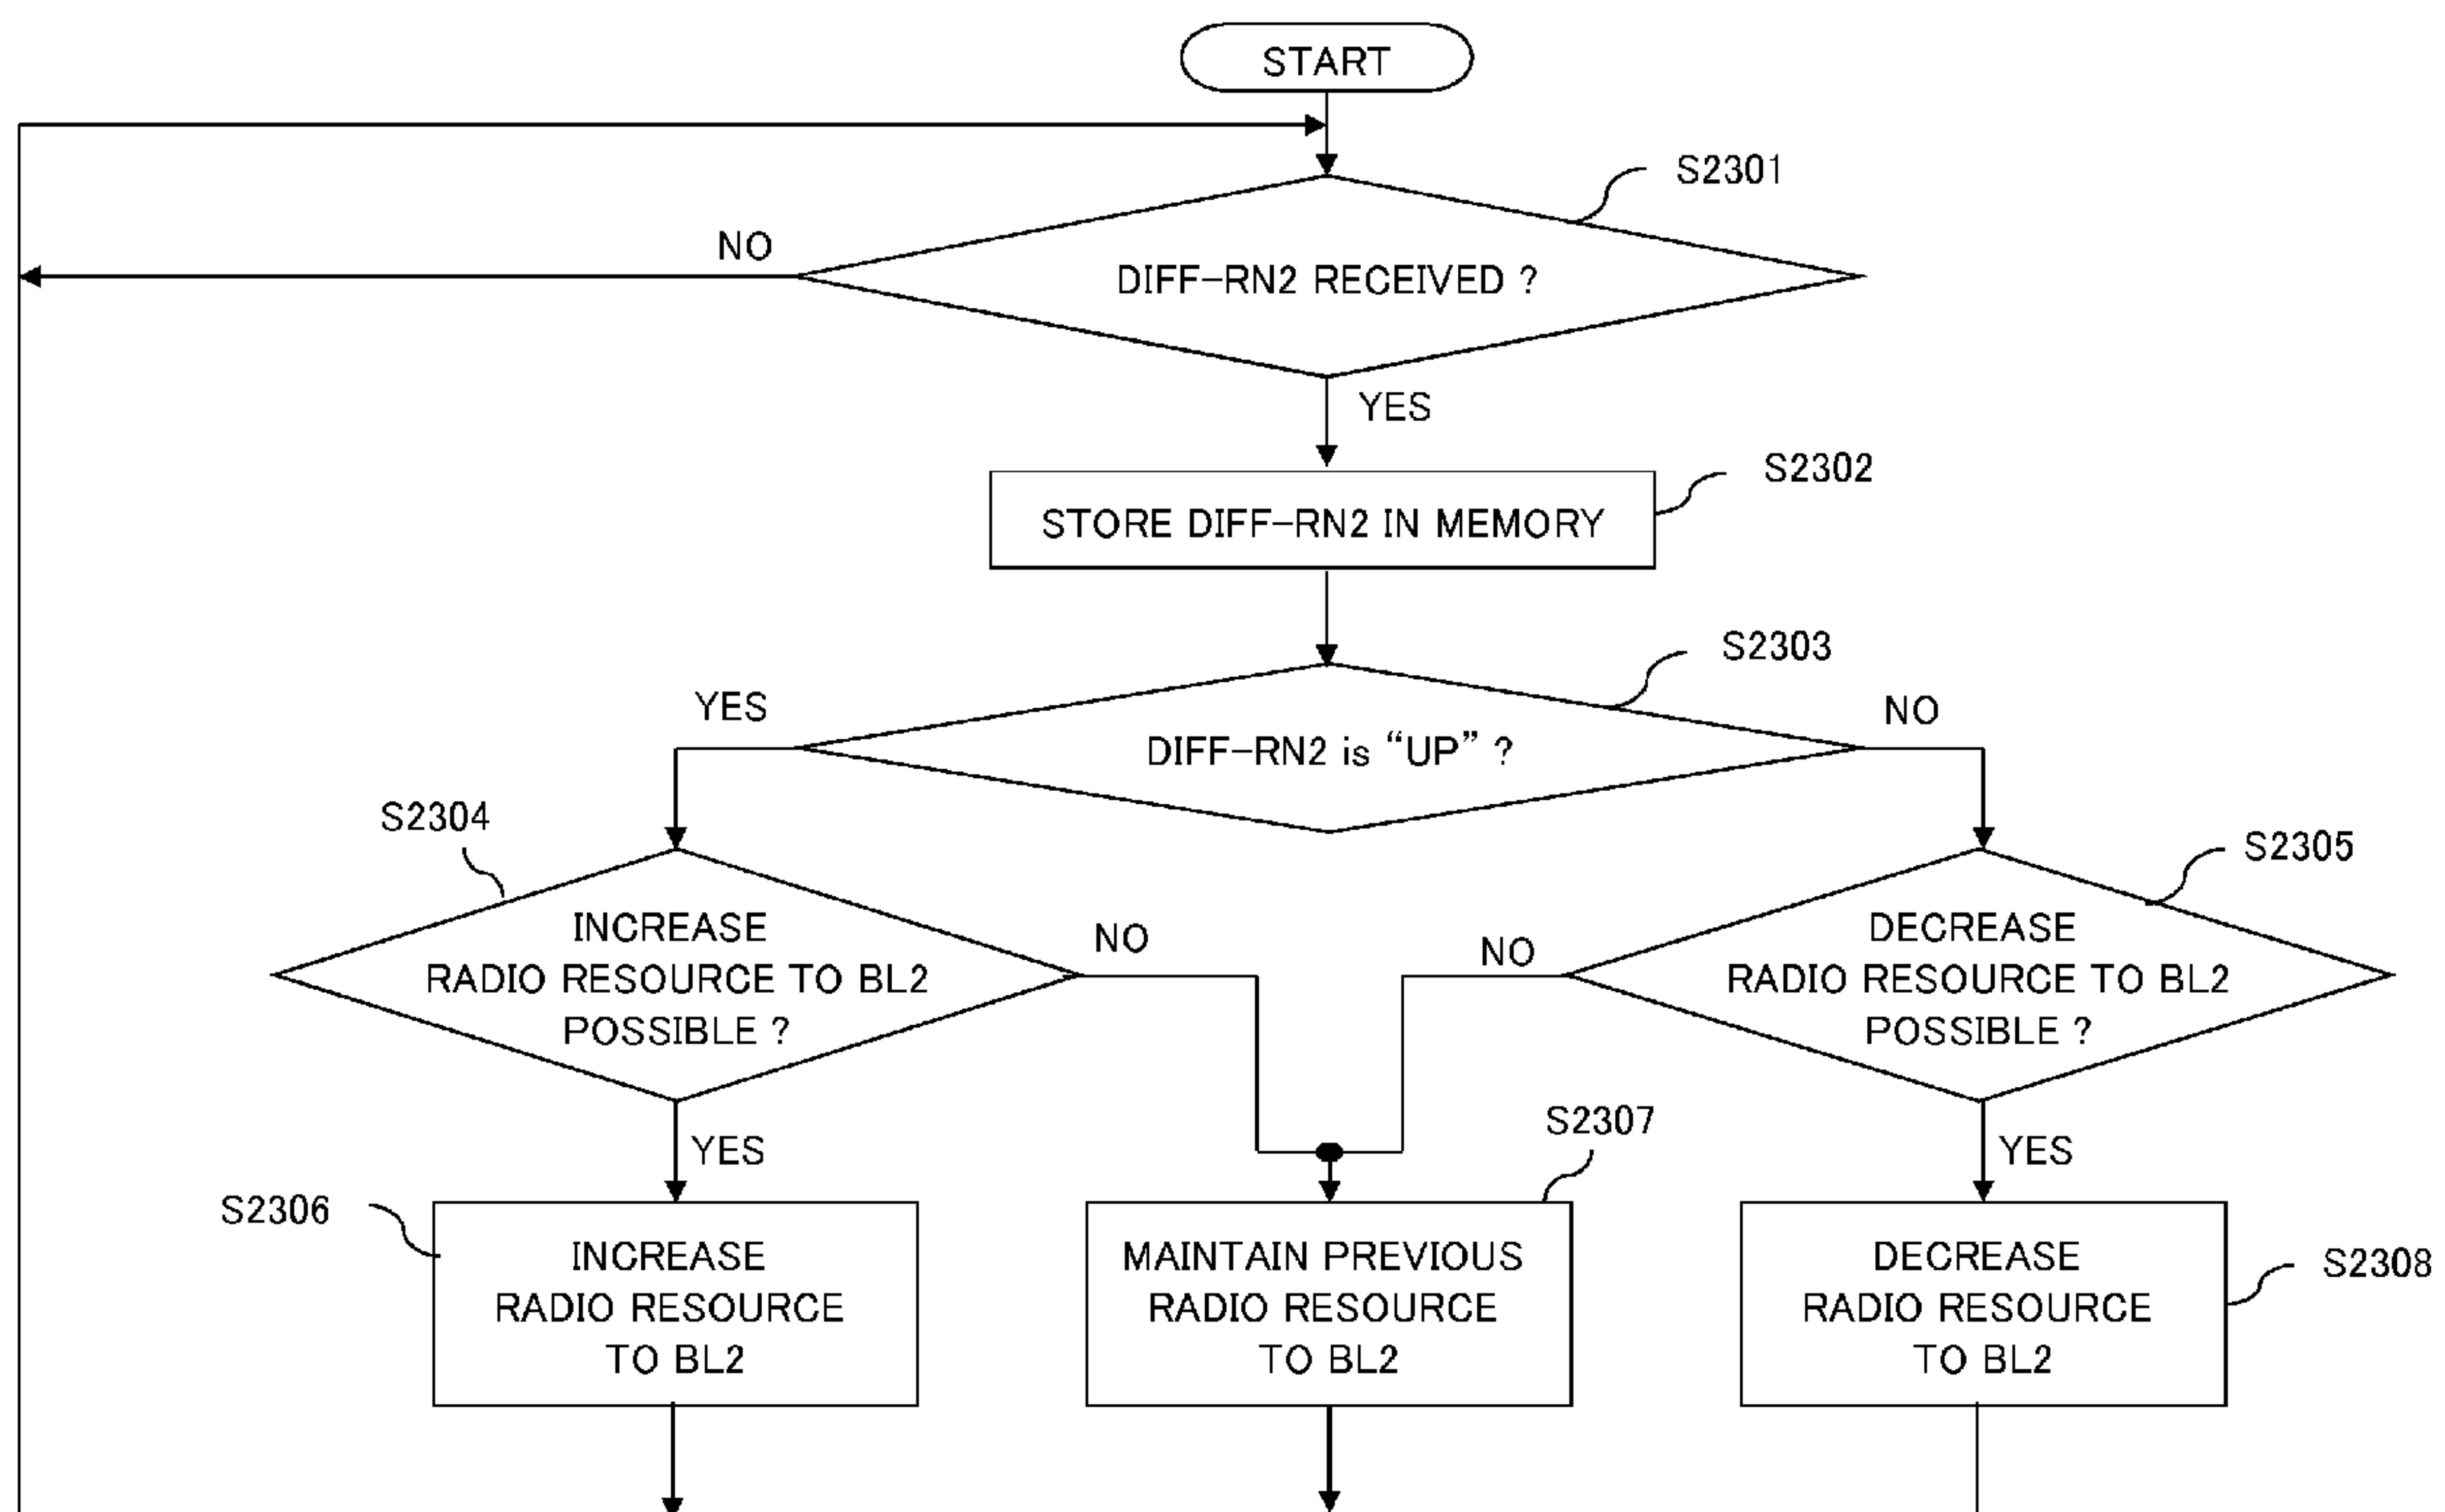 START
S2301
NO
DIFF-RN2 RECEIVED ?
YES
S2302
STORE DIFF-RN2 IN MEMORY
S2303
YES
NO
DIFF-RN2 is “UP” ?
S2304
S2305
INCREASE
RADIO RESOURCE TO BL2
POSSIBLE ?
NO
NO
DECREASE
RADIO RESOURCE TO BL2
POSSIBLE ?
YES
S2307
YES
S2306
INCREASE
RADIO RESOURCE
TO BL2
MAINTAIN PREVIOUS
RADIO RESOURCE
TO BL2
DECREASE
RADIO RESOURCE
TO BL2
S2308